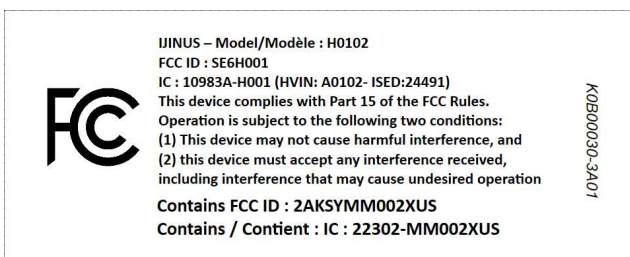 IJINUS – Model/Modèle : H0102
FCC ID : SE6H001
IC : 10983A-H001 (HVIN: A0102- ISED:24491)
This device complies with Part 15 of the FCC Rules.
Operation is subject to the following two conditions:
(1) This device may not cause harmful interference, and
(2) this device must accept any interference received,
including interference that may cause undesired operation
Contains FCC ID : 2AKSYMM002XUS
Contains / Contient : IC : 22302-MM002XUS
FC
K0B00030-3A01